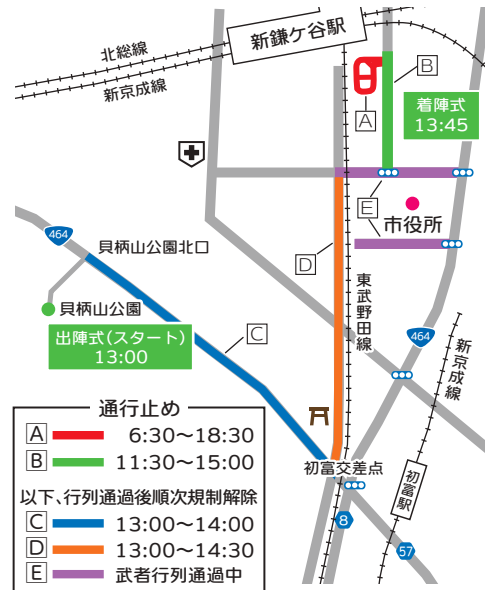 新鎌ケ谷駅
北総線
新京成線
A
B
着陣式
13:45
E
市役所
D
464
貝柄山公園北口
貝柄山公園
出陣式(スタート)
13:00
C
東武野田線
464
新京成線
初富交差点
初富駅
8
57
通行止め
A 6:30〜18:30
B 11:30〜15:00
以下、行列通過後順次規制解除
C 13:00〜14:00
D 13:00〜14:30
E 武者行列通過中